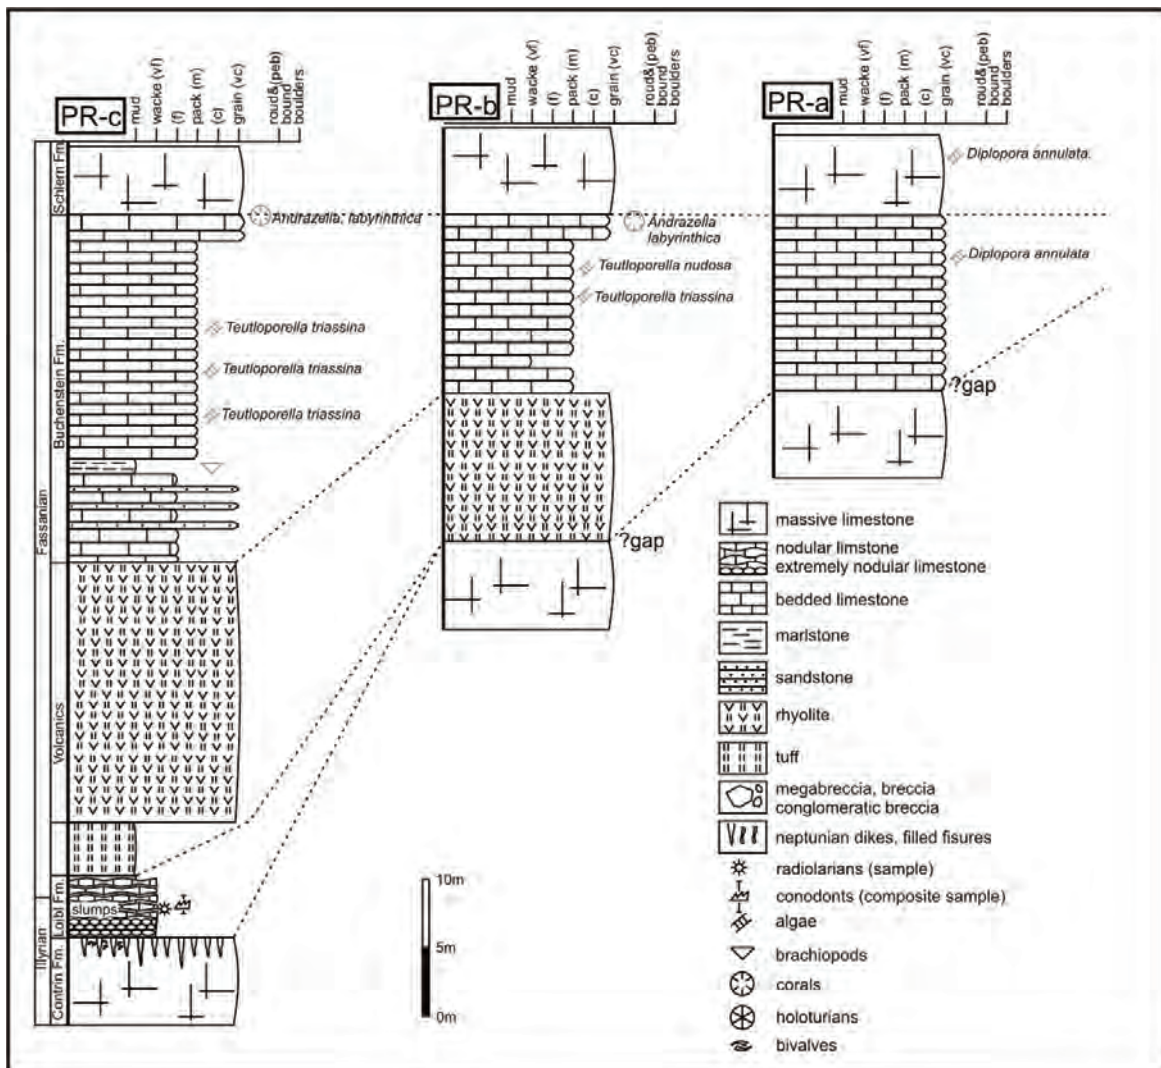 PR-c
mud
wacke (vf)
(f)
pack (m)
(c)
grain (vc)
roud&(peb)
bound
boulders
PR-b
mud
wacke (vf)
(f)
pack (m)
(c)
grain (vc)
roud&(peb)
bound
boulders
PR-a
mud
wacke (vf)
(f)
pack (m)
(c)
grain (vc)
roud&(peb)
bound
boulders
Fassanian
Illyrian
Schlern Fm.
Buchenstein Fm.
Volcanics
Loibl Fm.
Contrin Fm.
Andrazella labyrinthica
Teutloporella triassina
Teutloporella triassina
Teutloporella triassina
slumps
Andrazella
labyrinthica
Teutloporella nudosa
Teutloporella triassina
?gap
Diplopora annulata.
Diplopora annulata
?gap
10m
5m
0m
massive limestone
nodular limstone
extremely nodular limestone
bedded limestone
marlstone
sandstone
rhyolite
tuff
megabreccia, breccia
conglomeratic breccia
neptunian dikes, filled fisures
radiolarians (sample)
conodonts (composite sample)
algae
brachiopods
corals
holoturians
bivalves